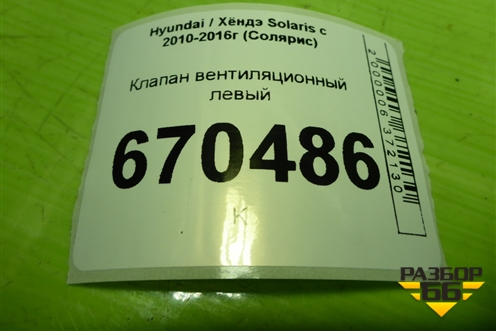 Hyundai / Хёндэ Solaris с
2010-2016г (Солярис)
Клапан вентиляционный
левый
670486
К
2000006372130
РАЗБОР
66